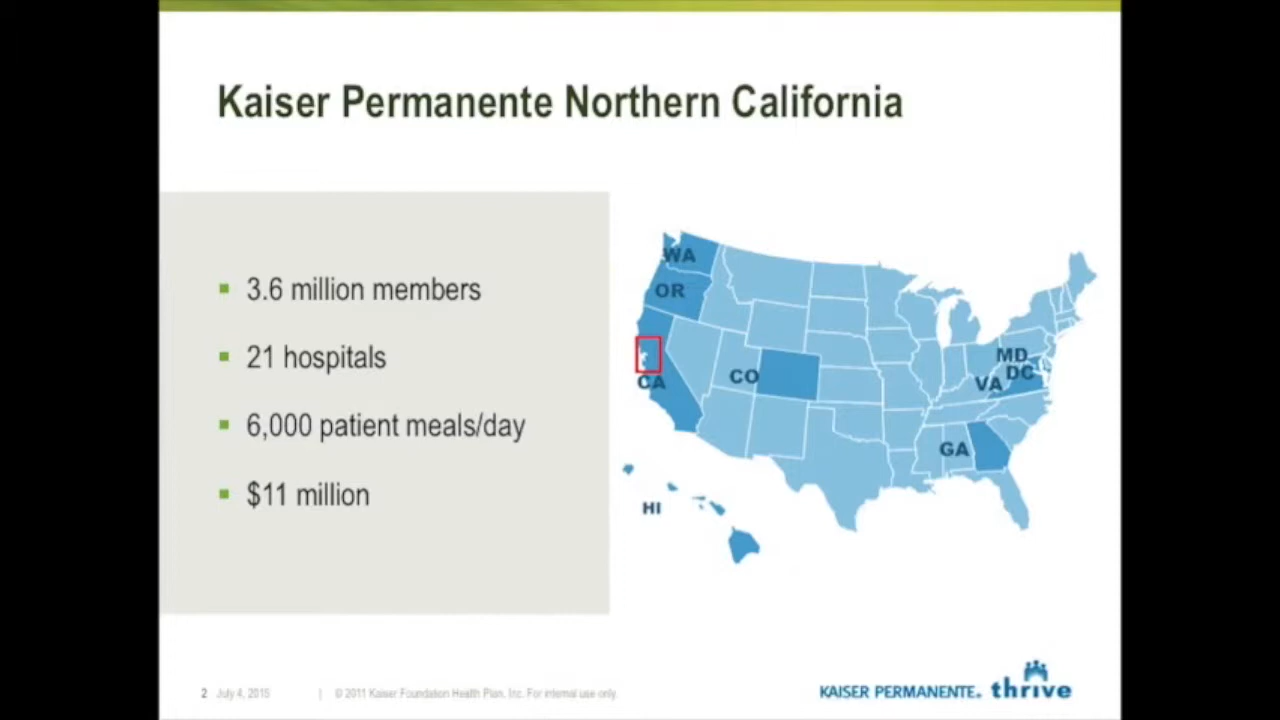 Kaiser Permanente Northern California
▪ 3.6 million members
▪ 21 hospitals
▪ 6,000 patient meals/day
▪ $11 million
WA
OR
CA
CO
MD
DC
VA
GA
HI
2 July 4, 2015 | © 2011 Kaiser Foundation Health Plan, Inc. For internal use only.
KAISER PERMANENTE® thrive